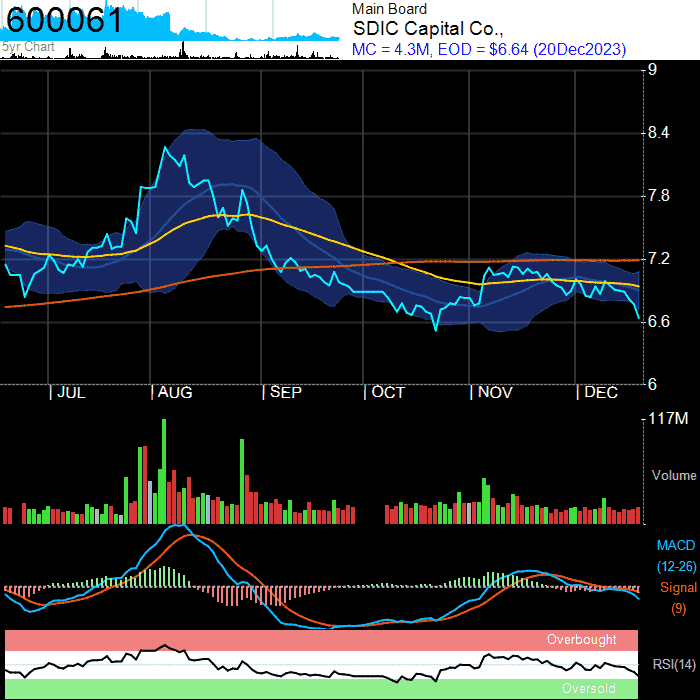 600061
5yr Chart
Main Board
SDIC Capital Co.,
MC = 4.3M, EOD = $6.64 (20Dec2023)
9
8.4
7.8
7.2
6.6
6
| JUL | AUG | SEP | OCT | NOV | DEC
117M
Volume
MACD
(12-26)
Signal
(9)
Overbought
RSI(14)
Oversold